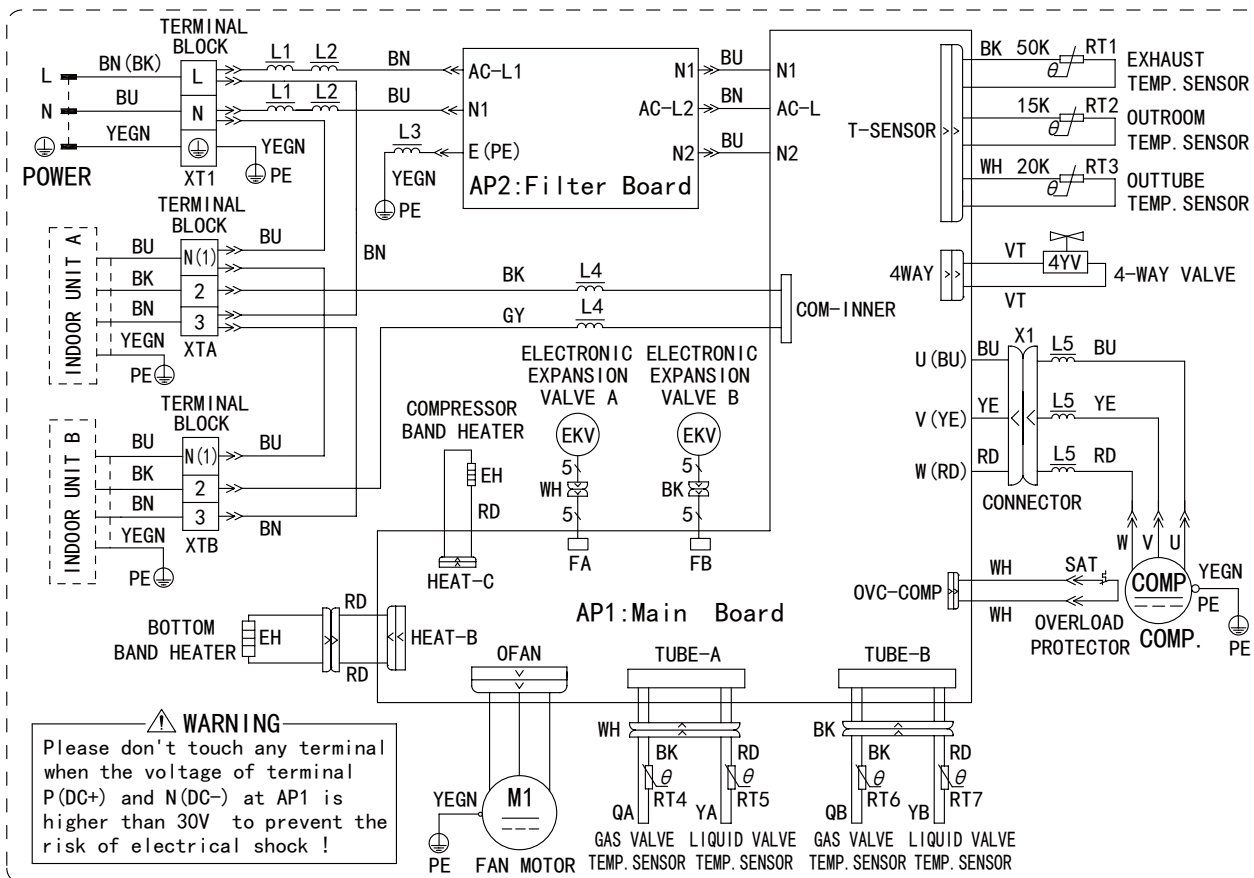 TERMINAL
BLOCK
L
BN(BK)
L
N
BU
N
YEGN
POWER
XT1
YEGN
PE
L1
L2
BN
L1
L2
BU
L3
YEGN
PE
AC-L1
N1
E(PE)
AP2:Filter Board
N1
AC-L2
N2
BU
BN
BU
N1
AC-L
N2
T-SENSOR
BK
50K
θ
RT1
EXHAUST
TEMP.SENSOR
15K
θ
RT2
OUTROOM
TEMP.SENSOR
WH
20K
θ
RT3
OUTTUBE
TEMP.SENSOR
TERMINAL
BLOCK
INDOOR UNIT A
BU
BK
BN
YEGN
PE
N(1)
2
3
XTA
BU
BN
BK
L4
GY
L4
COM-INNER
4WAY
VT
4YV
VT
4-WAY VALVE
TERMINAL
BLOCK
INDOOR UNIT B
BU
BK
BN
YEGN
PE
N(1)
2
3
XTB
BU
BN
COMPRESSOR
BAND HEATER
EH
RD
HEAT-C
ELECTRONIC
EXPANSION
VALVE A
EKV
5
WH
5
FA
ELECTRONIC
EXPANSION
VALVE B
EKV
5
BK
5
FB
U(BU)
V(YE)
W(RD)
BU
YE
RD
X1
CONNECTOR
L5
BU
L5
YE
L5
RD
W
V
U
COMP
COMP.
YEGN
PE
PE
OVC-COMP
WH
WH
SAT
OVERLOAD
PROTECTOR
AP1:Main Board
BOTTOM
BAND HEATER
EH
RD
RD
HEAT-B
OFAN
YEGN
PE
M1
FAN MOTOR
TUBE-A
WH
BK
RD
θ
RT4
θ
RT5
QA
YA
GAS VALVE
TEMP.SENSOR
LIQUID VALVE
TEMP.SENSOR
TUBE-B
BK
BK
RD
θ
RT6
θ
RT7
QB
YB
GAS VALVE
TEMP.SENSOR
LIQUID VALVE
TEMP.SENSOR
WARNING
Please don't touch any terminal
when the voltage of terminal
P(DC+) and N(DC-) at AP1 is
higher than 30V to prevent the
risk of electrical shock !